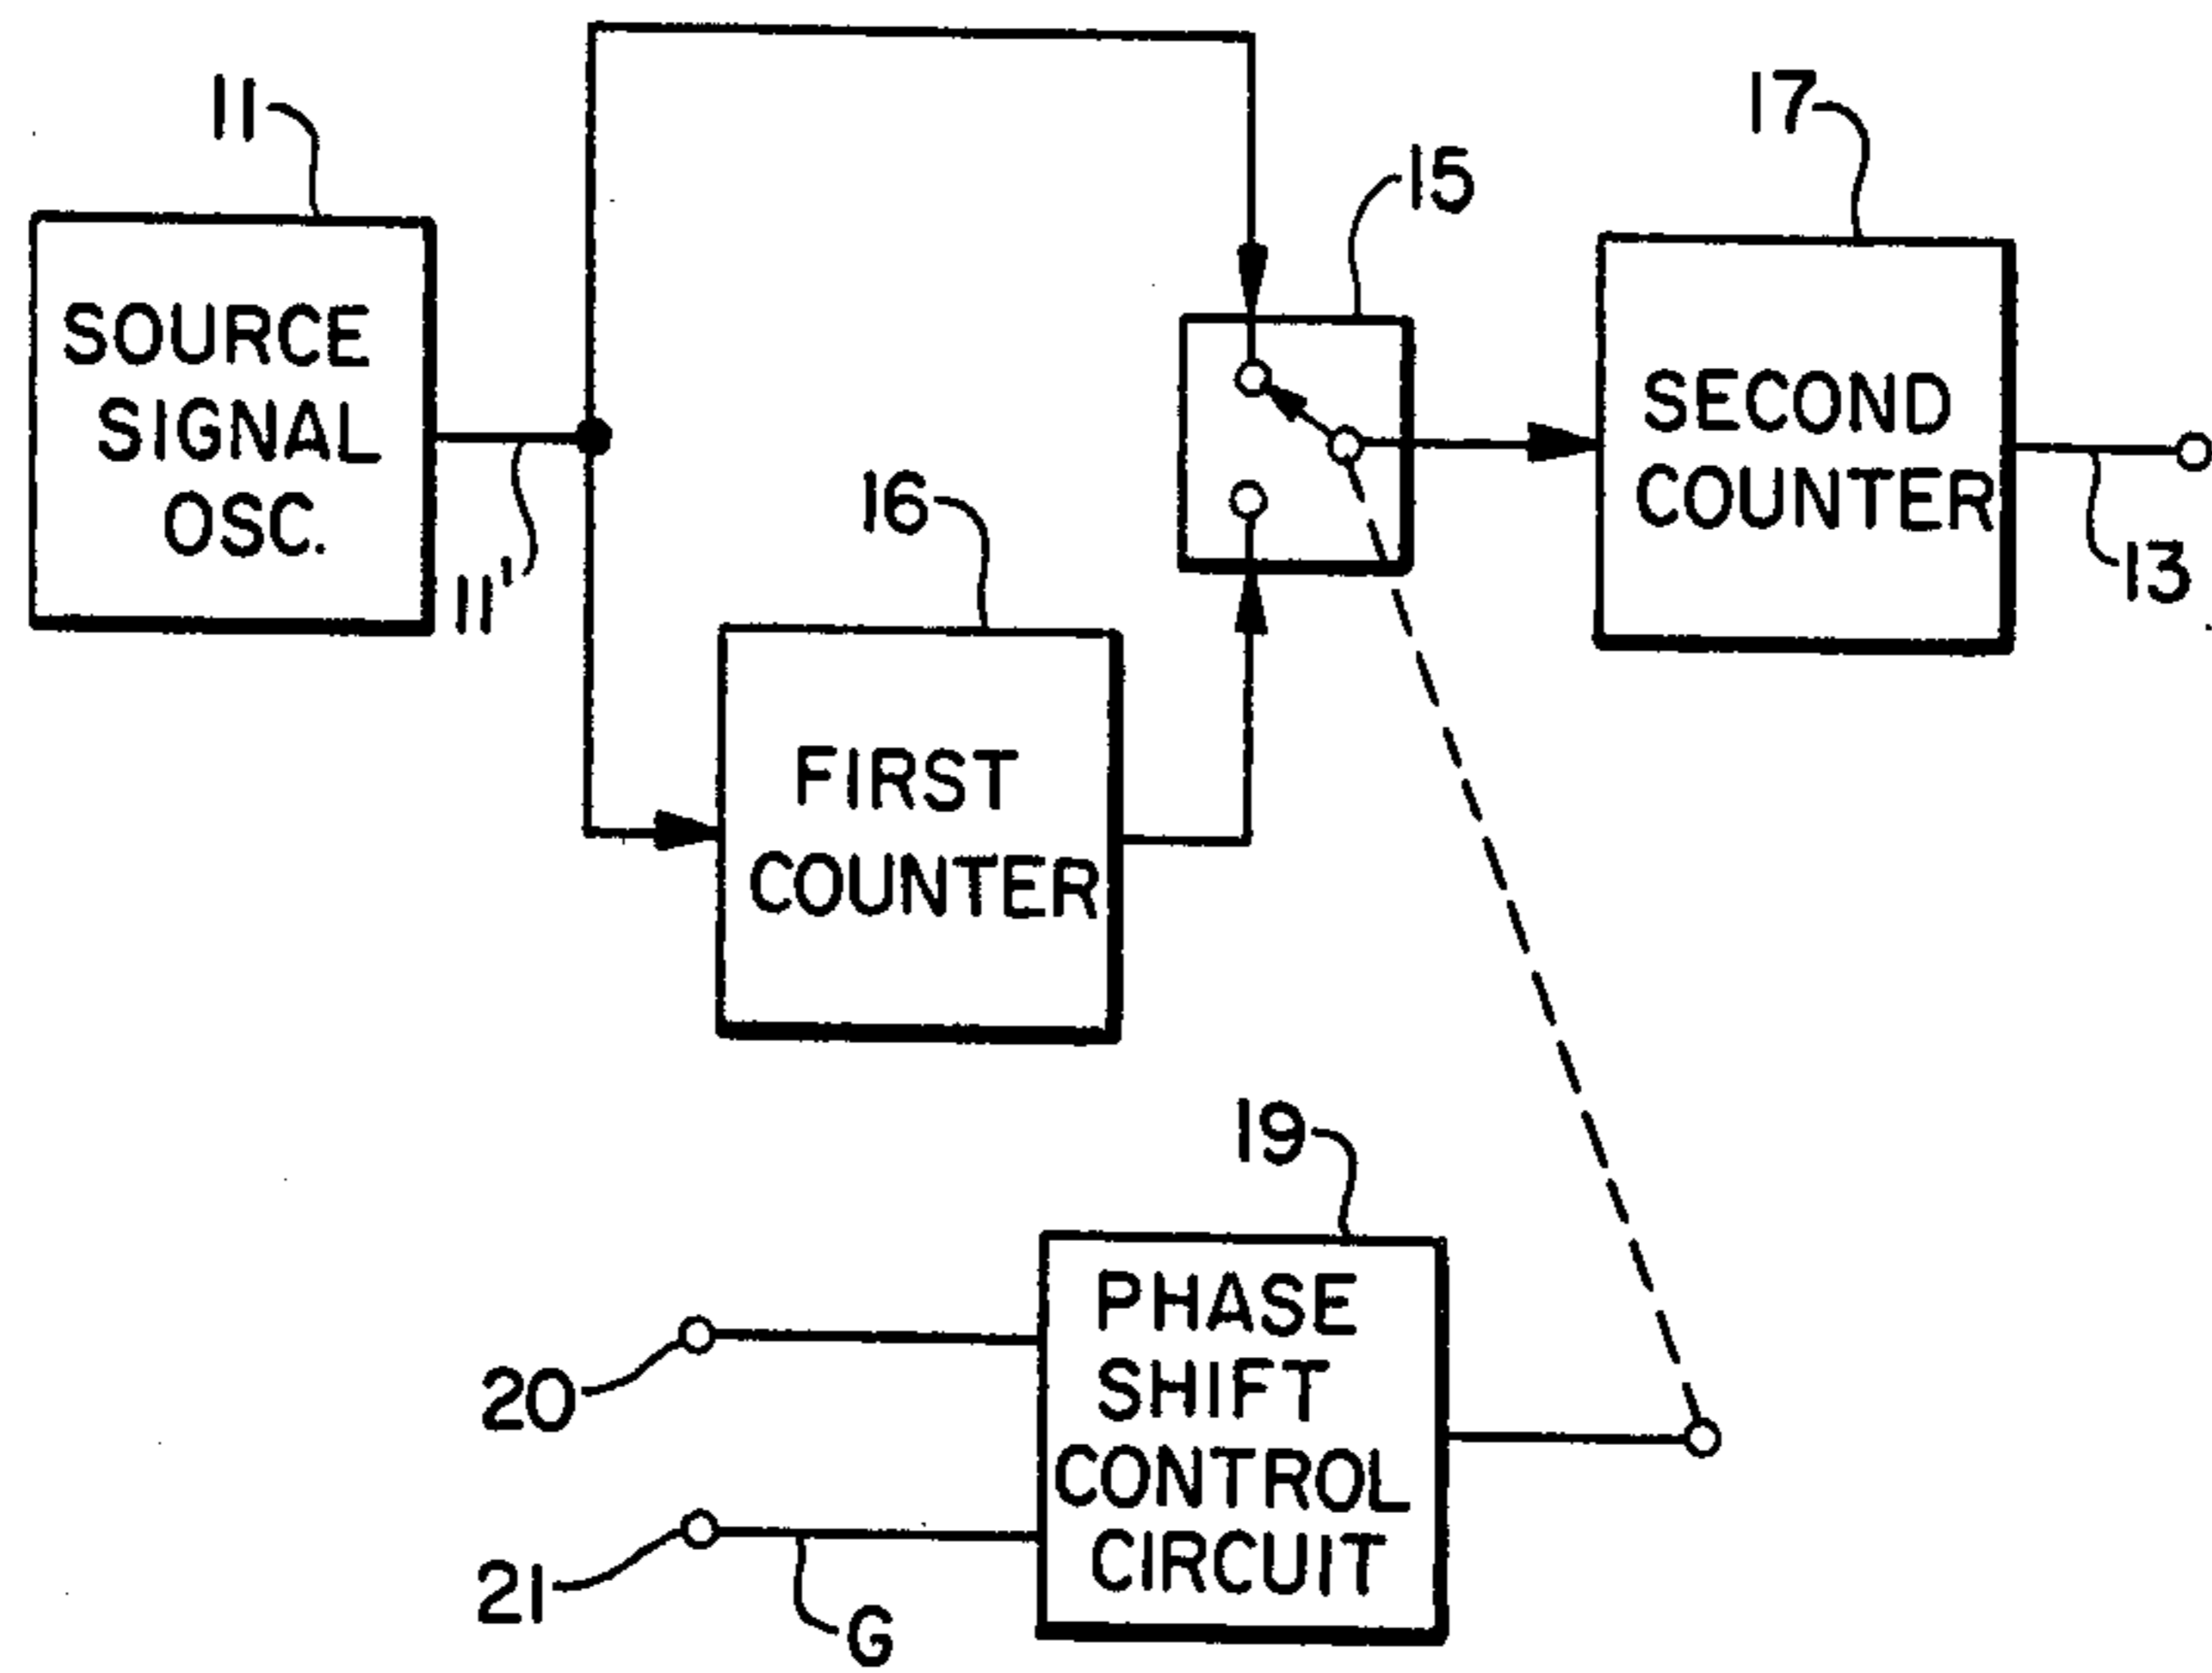 11
17
15
SOURCE
SIGNAL
OSC.
SECOND
COUNTER
16
11'
13
FIRST
COUNTER
19
PHASE
SHIFT
CONTROL
CIRCUIT
20
21
G